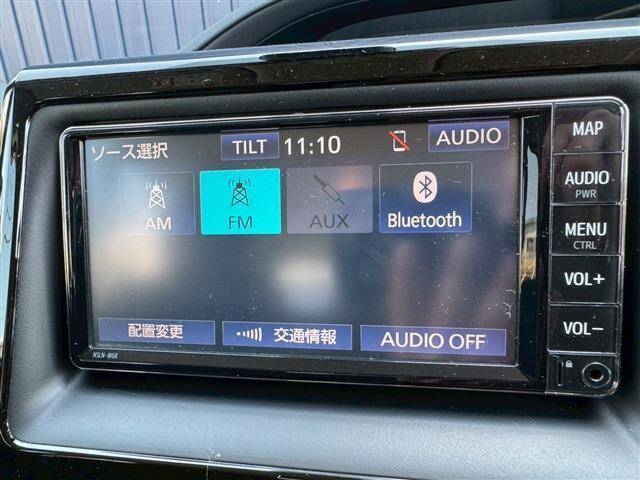 ソース選択 TILT 11:10 AUDIO
AM FM AUX Bluetooth
配置変更 交通情報 AUDIO OFF
NSLN-W68
MAP
AUDIO
PWR
MENU
CTRL
VOL+
VOL-